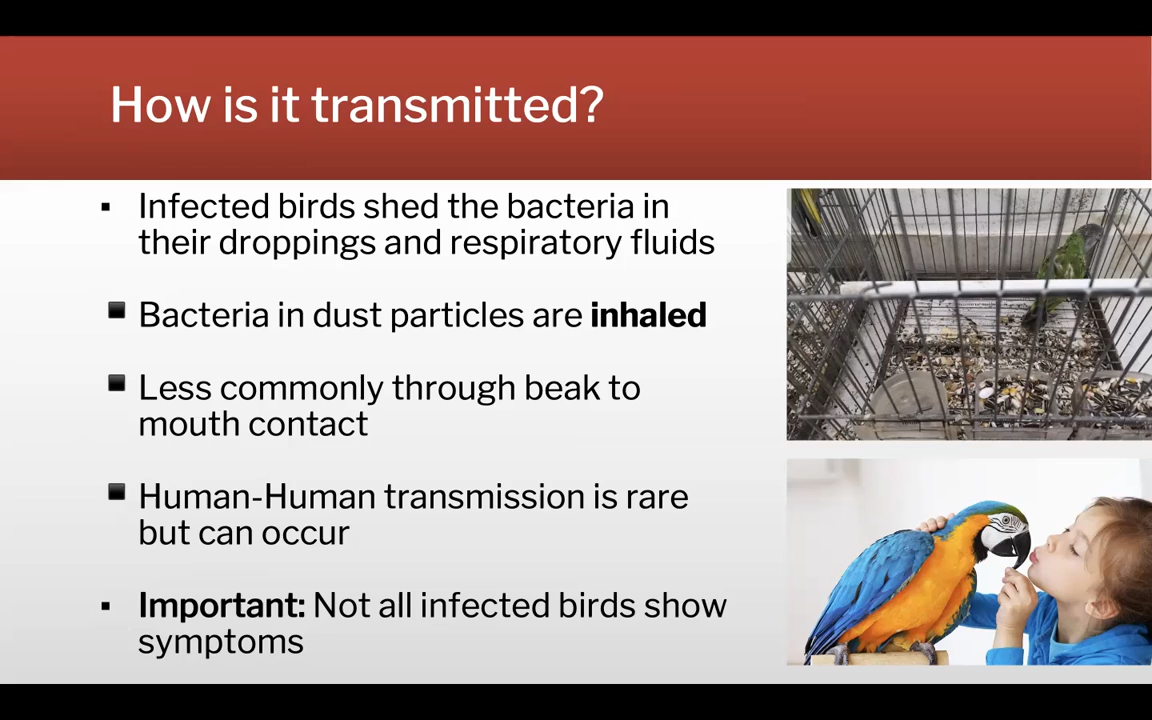 How is it transmitted?
▪ Infected birds shed the bacteria in
their droppings and respiratory fluids
▪ Bacteria in dust particles are inhaled
▪ Less commonly through beak to
mouth contact
▪ Human-Human transmission is rare
but can occur
▪ Important: Not all infected birds show
symptoms